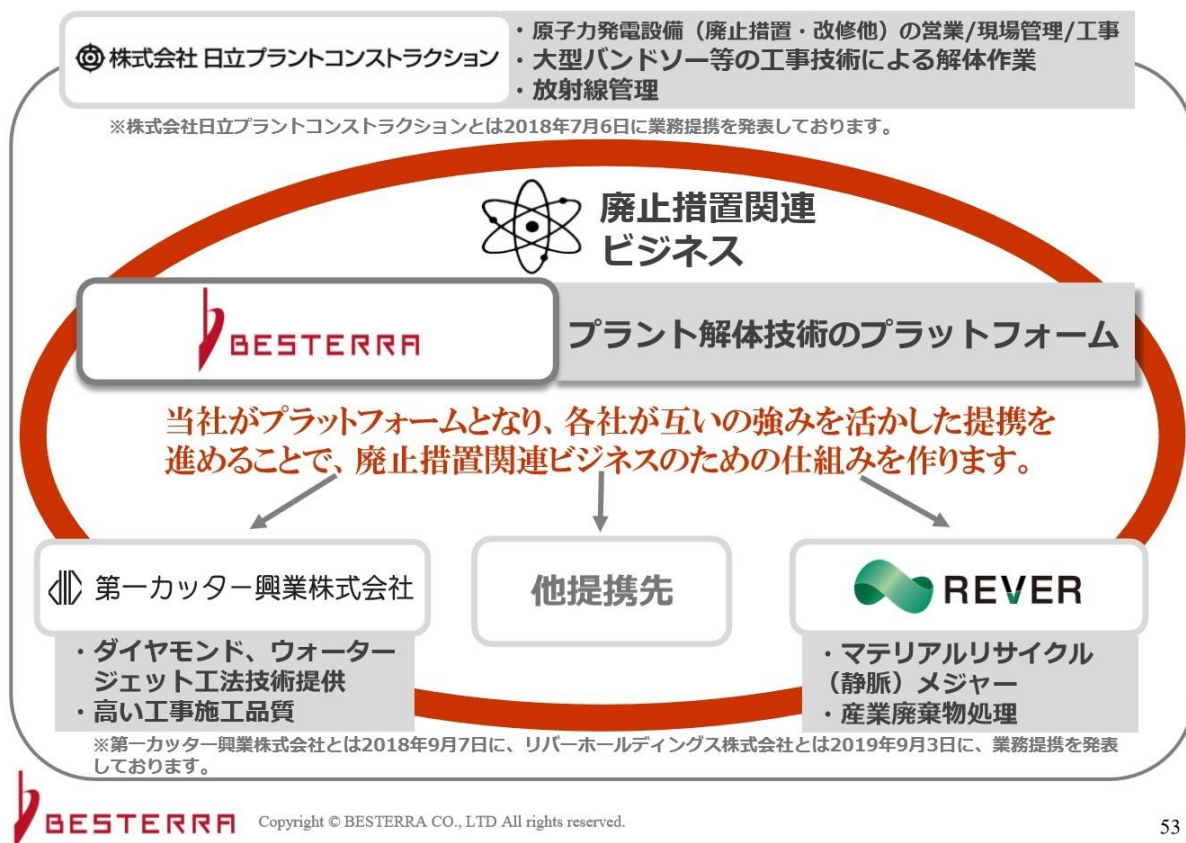 株式会社 日立プラントコンストラクション
・原子力発電設備（廃止措置・改修他）の営業/現場管理/工事
・大型バンドソー等の工事技術による解体作業
・放射線管理
※株式会社日立プラントコンストラクションとは2018年7月6日に業務提携を発表しております。
廃止措置関連
ビジネス
BESTERRA
プラント解体技術のプラットフォーム
当社がプラットフォームとなり、各社が互いの強みを活かした提携を
進めることで、廃止措置関連ビジネスのための仕組みを作ります。
第一カッター興業株式会社
・ダイヤモンド、ウォーター
ジェット工法技術提供
・高い工事施工品質
他提携先
REVER
・マテリアルリサイクル
（静脈）メジャー
・産業廃棄物処理
※第一カッター興業株式会社とは2018年9月7日に、リバーホールディングス株式会社とは2019年9月3日に、業務提携を発表
しております。
BESTERRA
Copyright © BESTERRA CO., LTD All rights reserved.
53